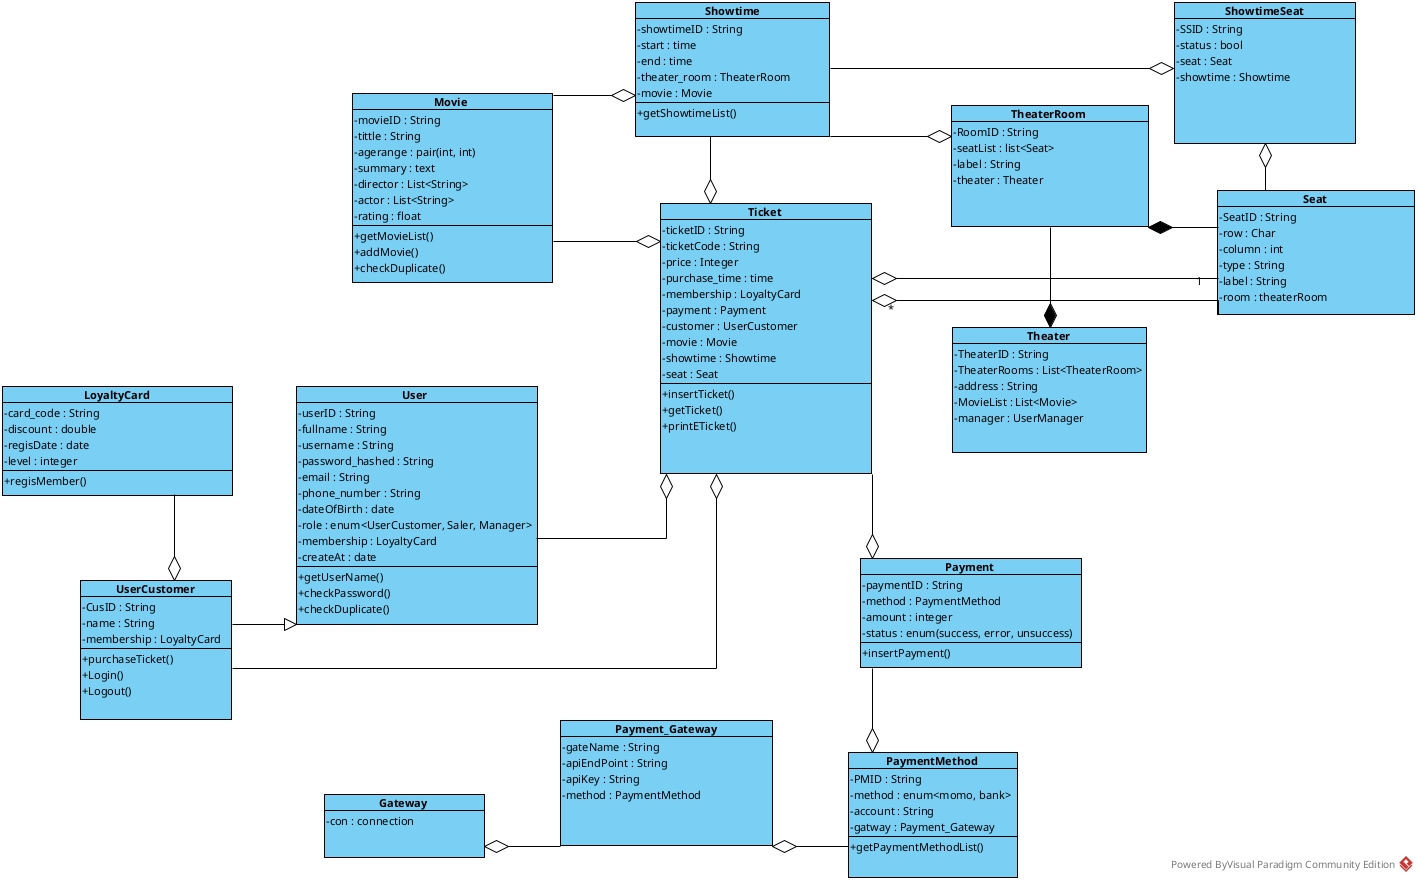 Showtime
-showtimeID : String
-start : time
-end : time
-theater_room : TheaterRoom
-movie : Movie
+getShowtimeList()
ShowtimeSeat
-SSID : String
-status : bool
-seat : Seat
-showtime : Showtime
Movie
-movieID : String
-tittle : String
-agerange : pair(int, int)
-summary : text
-director : List<String>
-actor : List<String>
-rating : float
+getMovieList()
+addMovie()
+checkDuplicate()
TheaterRoom
-RoomID : String
-seatList : list<Seat>
-label : String
-theater : Theater
Seat
-SeatID : String
-row : Char
-column : int
-type : String
-label : String
-room : theaterRoom
1
*
Ticket
-ticketID : String
-ticketCode : String
-price : Integer
-purchase_time : time
-membership : LoyaltyCard
-payment : Payment
-customer : UserCustomer
-movie : Movie
-showtime : Showtime
-seat : Seat
+insertTicket()
+getTicket()
+printETicket()
Theater
-TheaterID : String
-TheaterRooms : List<TheaterRoom>
-address : String
-MovieList : List<Movie>
-manager : UserManager
LoyaltyCard
-card_code : String
-discount : double
-regisDate : date
-level : integer
+regisMember()
User
-userID : String
-fullname : String
-username : String
-password_hashed : String
-email : String
-phone_number : String
-dateOfBirth : date
-role : enum<UserCustomer, Saler, Manager>
-membership : LoyaltyCard
-createAt : date
+getUserName()
+checkPassword()
+checkDuplicate()
UserCustomer
-CusID : String
-name : String
-membership : LoyaltyCard
+purchaseTicket()
+Login()
+Logout()
Payment
-paymentID : String
-method : PaymentMethod
-amount : integer
-status : enum(success, error, unsuccess)
+insertPayment()
Payment_Gateway
-gateName : String
-apiEndPoint : String
-apiKey : String
-method : PaymentMethod
PaymentMethod
-PMID : String
-method : enum<momo, bank>
-account : String
-gatway : Payment_Gateway
+getPaymentMethodList()
Gateway
-con : connection
Powered ByVisual Paradigm Community Edition